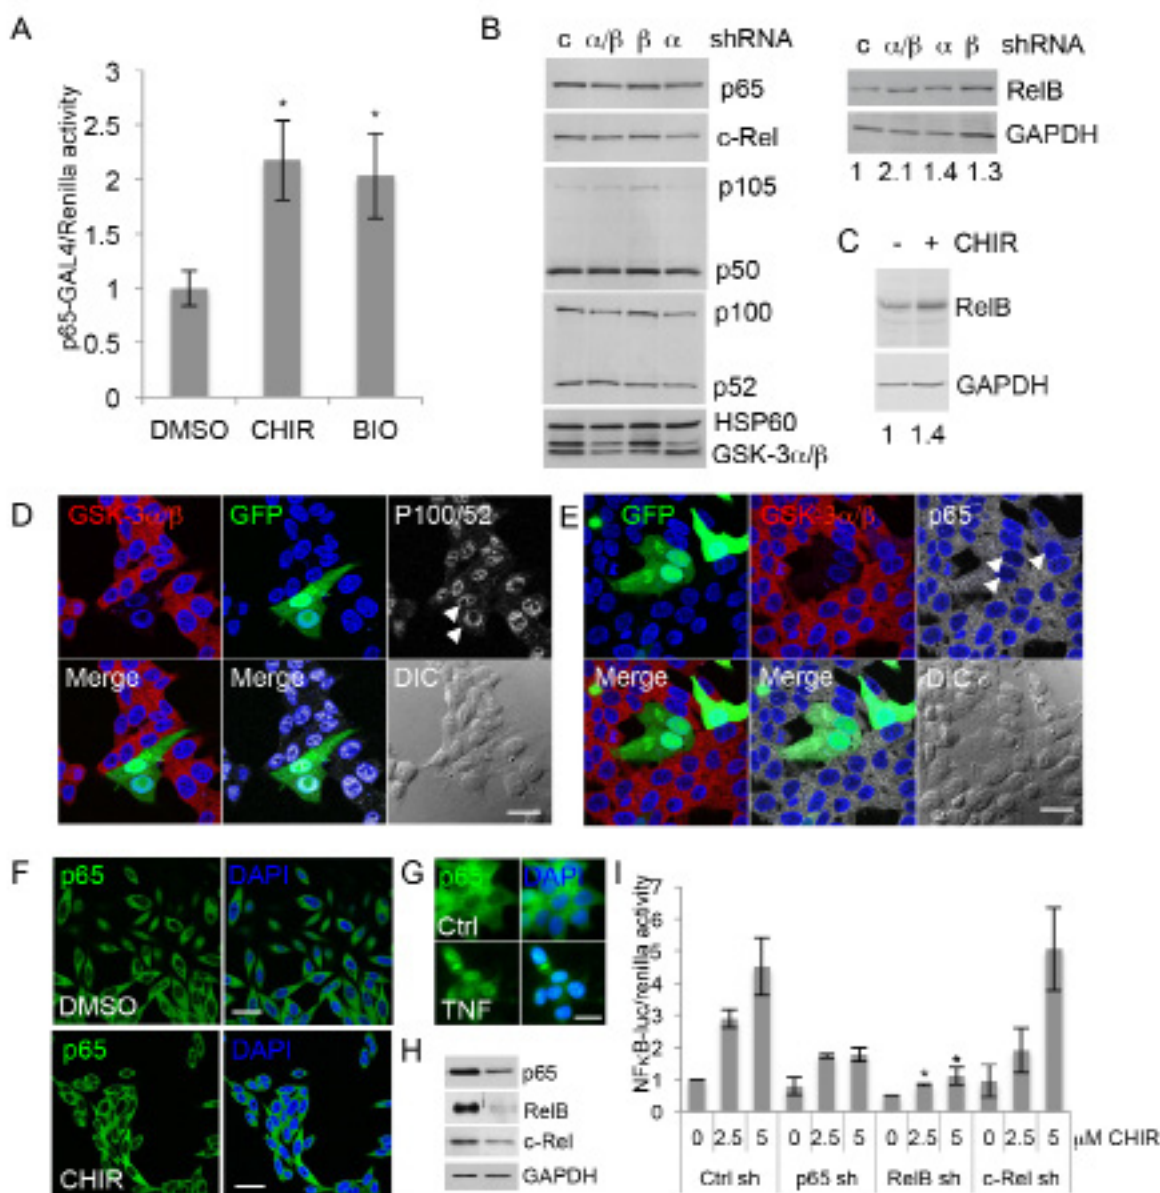 A
p65-GAL4/Renilla activity
3
2.5
2
1.5
1
0.5
0
*
*
DMSO CHIR BIO
B
c α/β β α shRNA
p65
c-Rel
p105
p50
p100
p52
HSP60
GSK-3α/β
c α/β α β shRNA
RelB
GAPDH
1 2.1 1.4 1.3
C - + CHIR
RelB
GAPDH
1 1.4
D
GSK-3α/β GFP P100/52
Merge Merge DIC
E
GFP GSK-3α/β p65
Merge Merge DIC
F
p65 DAPI
DMSO
p65 DAPI
CHIR
G
p65 DAPI
Ctrl
TNF
H
p65
RelB
c-Rel
GAPDH
I
NFκB-luc/renilla activity
7
6
5
4
3
2
1
0
* *
0 2.5 5 0 2.5 5 0 2.5 5 0 2.5 5 μM CHIR
Ctrl sh p65 sh RelB sh c-Rel sh